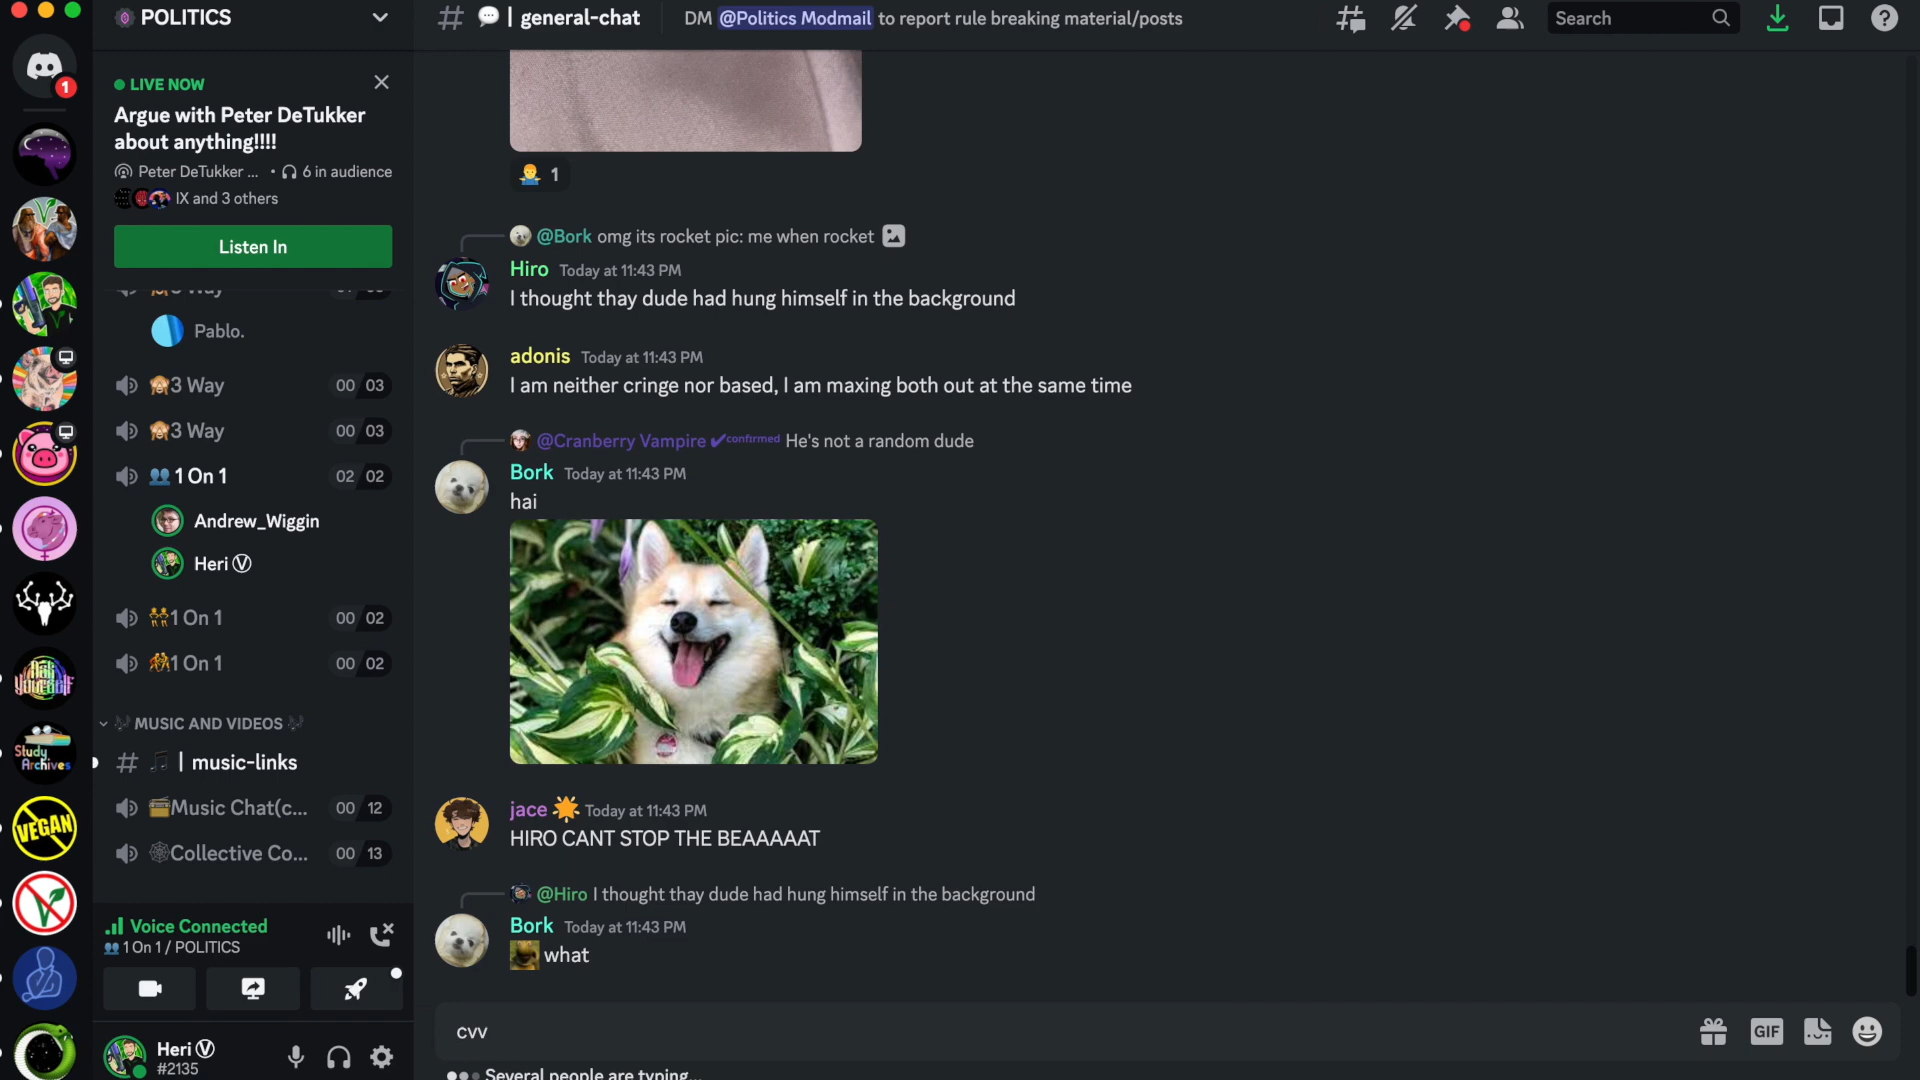 POLITICS
| general-chat
DM @Politics Modmail to report rule breaking material/posts
Search
1
LIVE NOW
Argue with Peter DeTukker
about anything!!!!
Peter DeTukker ... • 6 in audience
IX and 3 others
Listen In
Pablo.
3 Way 00 03
3 Way 00 03
1 On 1 02 02
Andrew_Wiggin
Heri Ⓥ
1 On 1 00 02
1 On 1 00 02
MUSIC AND VIDEOS
| music-links
Music Chat(c... 00 12
Collective Co... 00 13
Voice Connected
1 On 1 / POLITICS
Heri Ⓥ
#2135
ASK
YOURSELF
Study
Archives
VEGAN
1
@Bork omg its rocket pic: me when rocket
Hiro Today at 11:43 PM
I thought thay dude had hung himself in the background
adonis Today at 11:43 PM
I am neither cringe nor based, I am maxing both out at the same time
@Cranberry Vampire ✔confirmed He's not a random dude
Bork Today at 11:43 PM
hai
jace Today at 11:43 PM
HIRO CANT STOP THE BEAAAAAT
@Hiro I thought thay dude had hung himself in the background
Bork Today at 11:43 PM
what
cvv
GIF
Several people are typing...